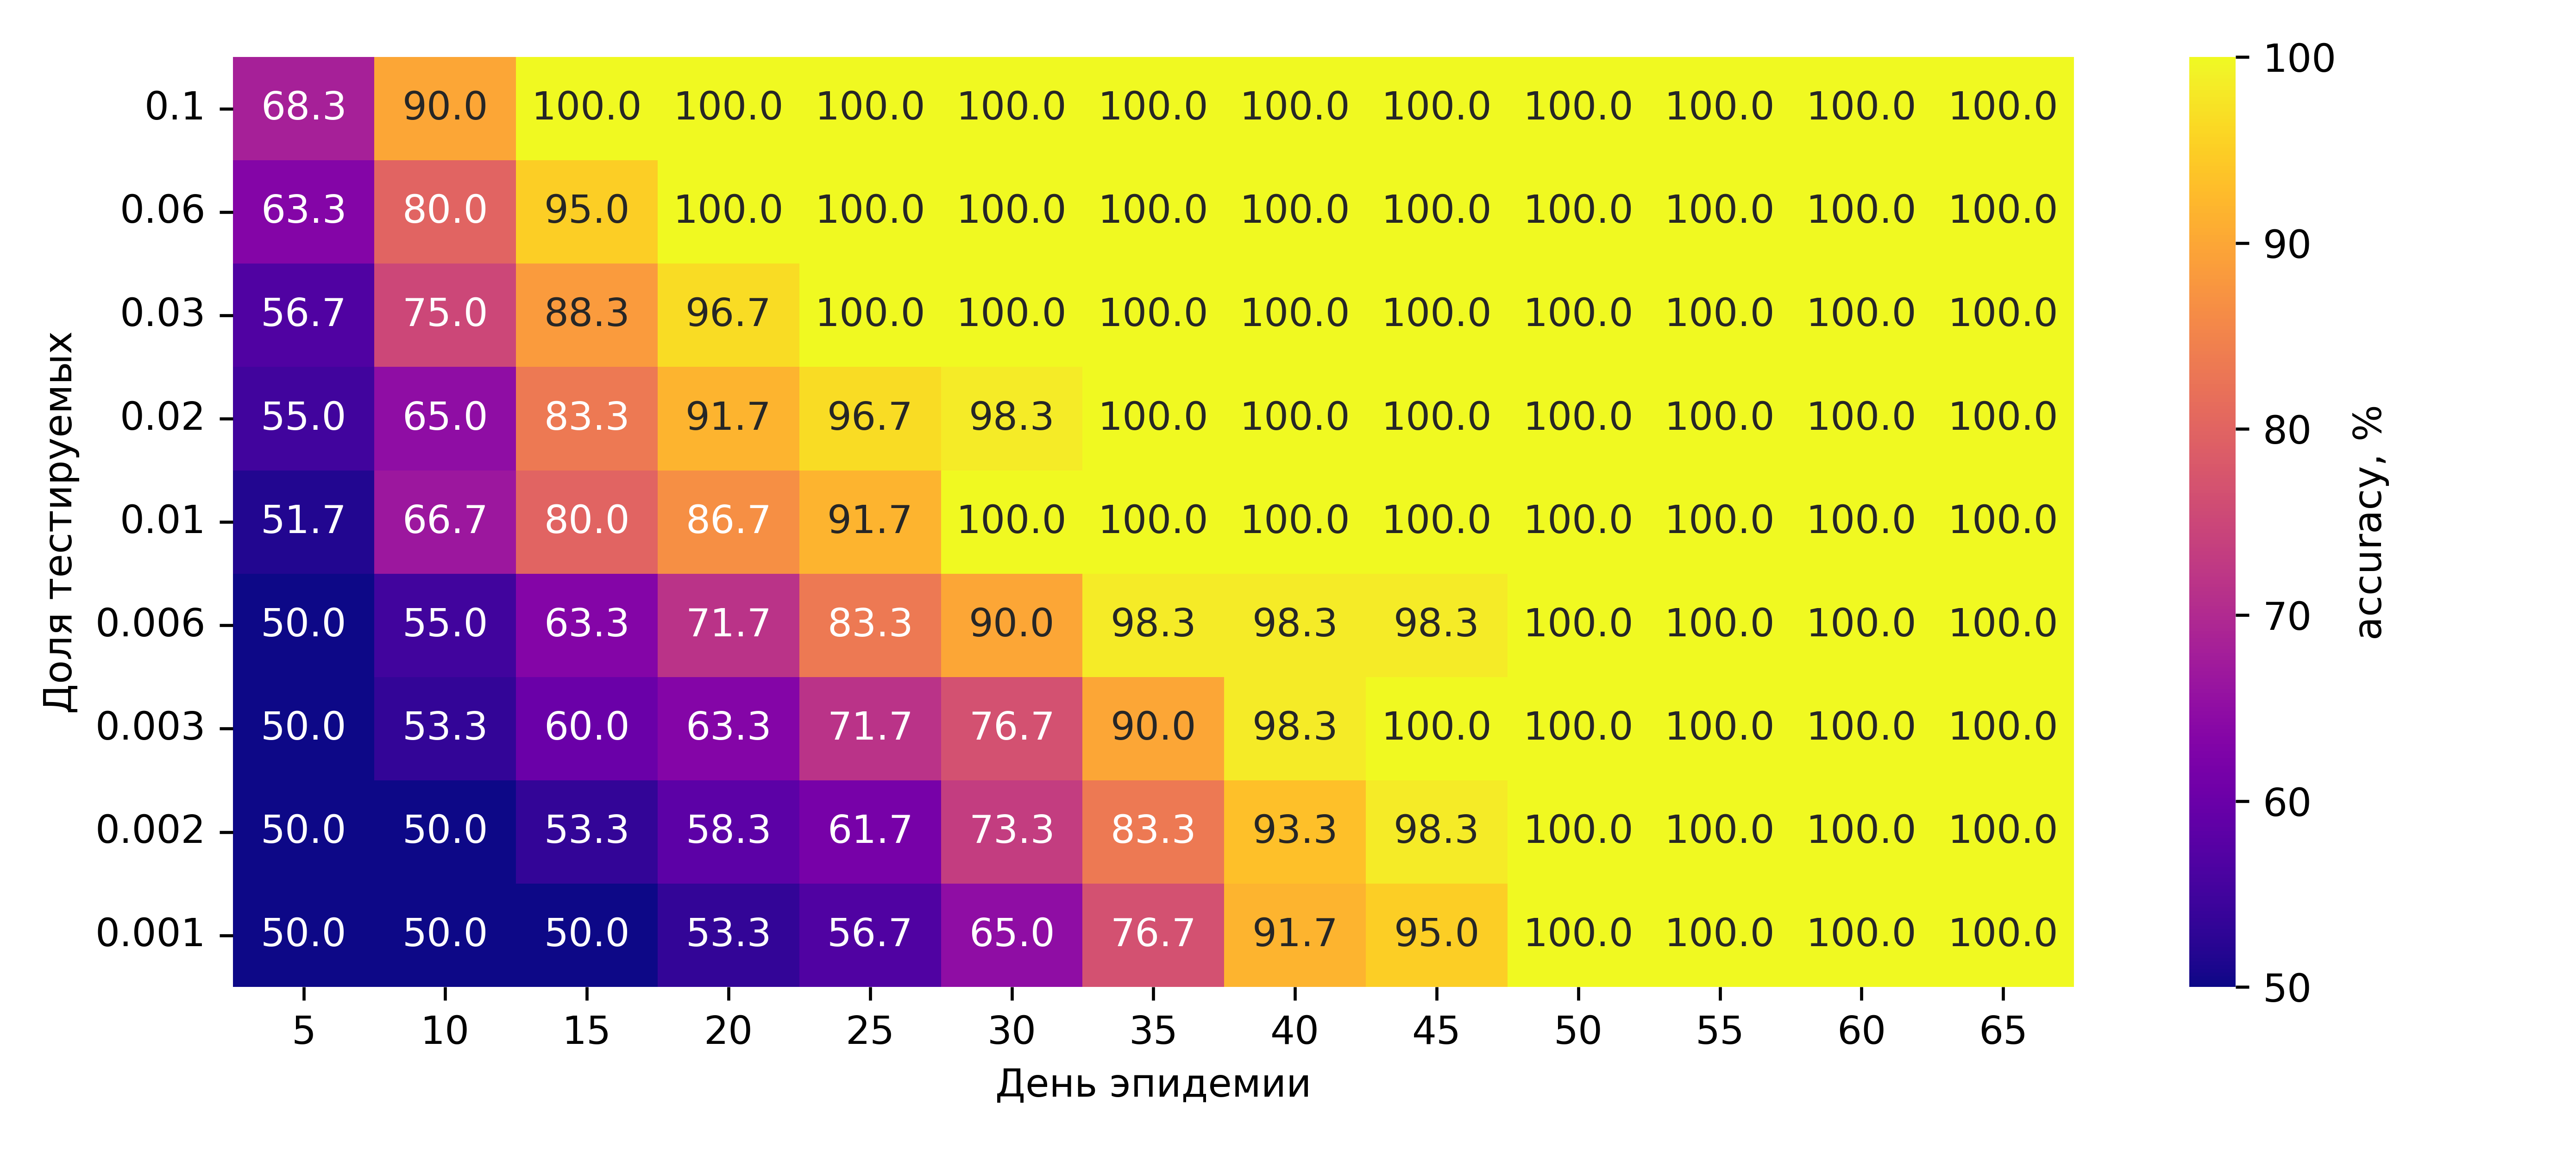 0.1 68.3 90.0 100.0 100.0 100.0 100.0 100.0 100.0 100.0 100.0 100.0 100.0 100.0
0.06 63.3 80.0 95.0 100.0 100.0 100.0 100.0 100.0 100.0 100.0 100.0 100.0 100.0
0.03 56.7 75.0 88.3 96.7 100.0 100.0 100.0 100.0 100.0 100.0 100.0 100.0 100.0
0.02 55.0 65.0 83.3 91.7 96.7 98.3 100.0 100.0 100.0 100.0 100.0 100.0 100.0
0.01 51.7 66.7 80.0 86.7 91.7 100.0 100.0 100.0 100.0 100.0 100.0 100.0 100.0
0.006 50.0 55.0 63.3 71.7 83.3 90.0 98.3 98.3 98.3 100.0 100.0 100.0 100.0
0.003 50.0 53.3 60.0 63.3 71.7 76.7 90.0 98.3 100.0 100.0 100.0 100.0 100.0
0.002 50.0 50.0 53.3 58.3 61.7 73.3 83.3 93.3 98.3 100.0 100.0 100.0 100.0
0.001 50.0 50.0 50.0 53.3 56.7 65.0 76.7 91.7 95.0 100.0 100.0 100.0 100.0
5 10 15 20 25 30 35 40 45 50 55 60 65
День эпидемии
Доля тестируемых
100
90
80
70
60
50
accuracy, %